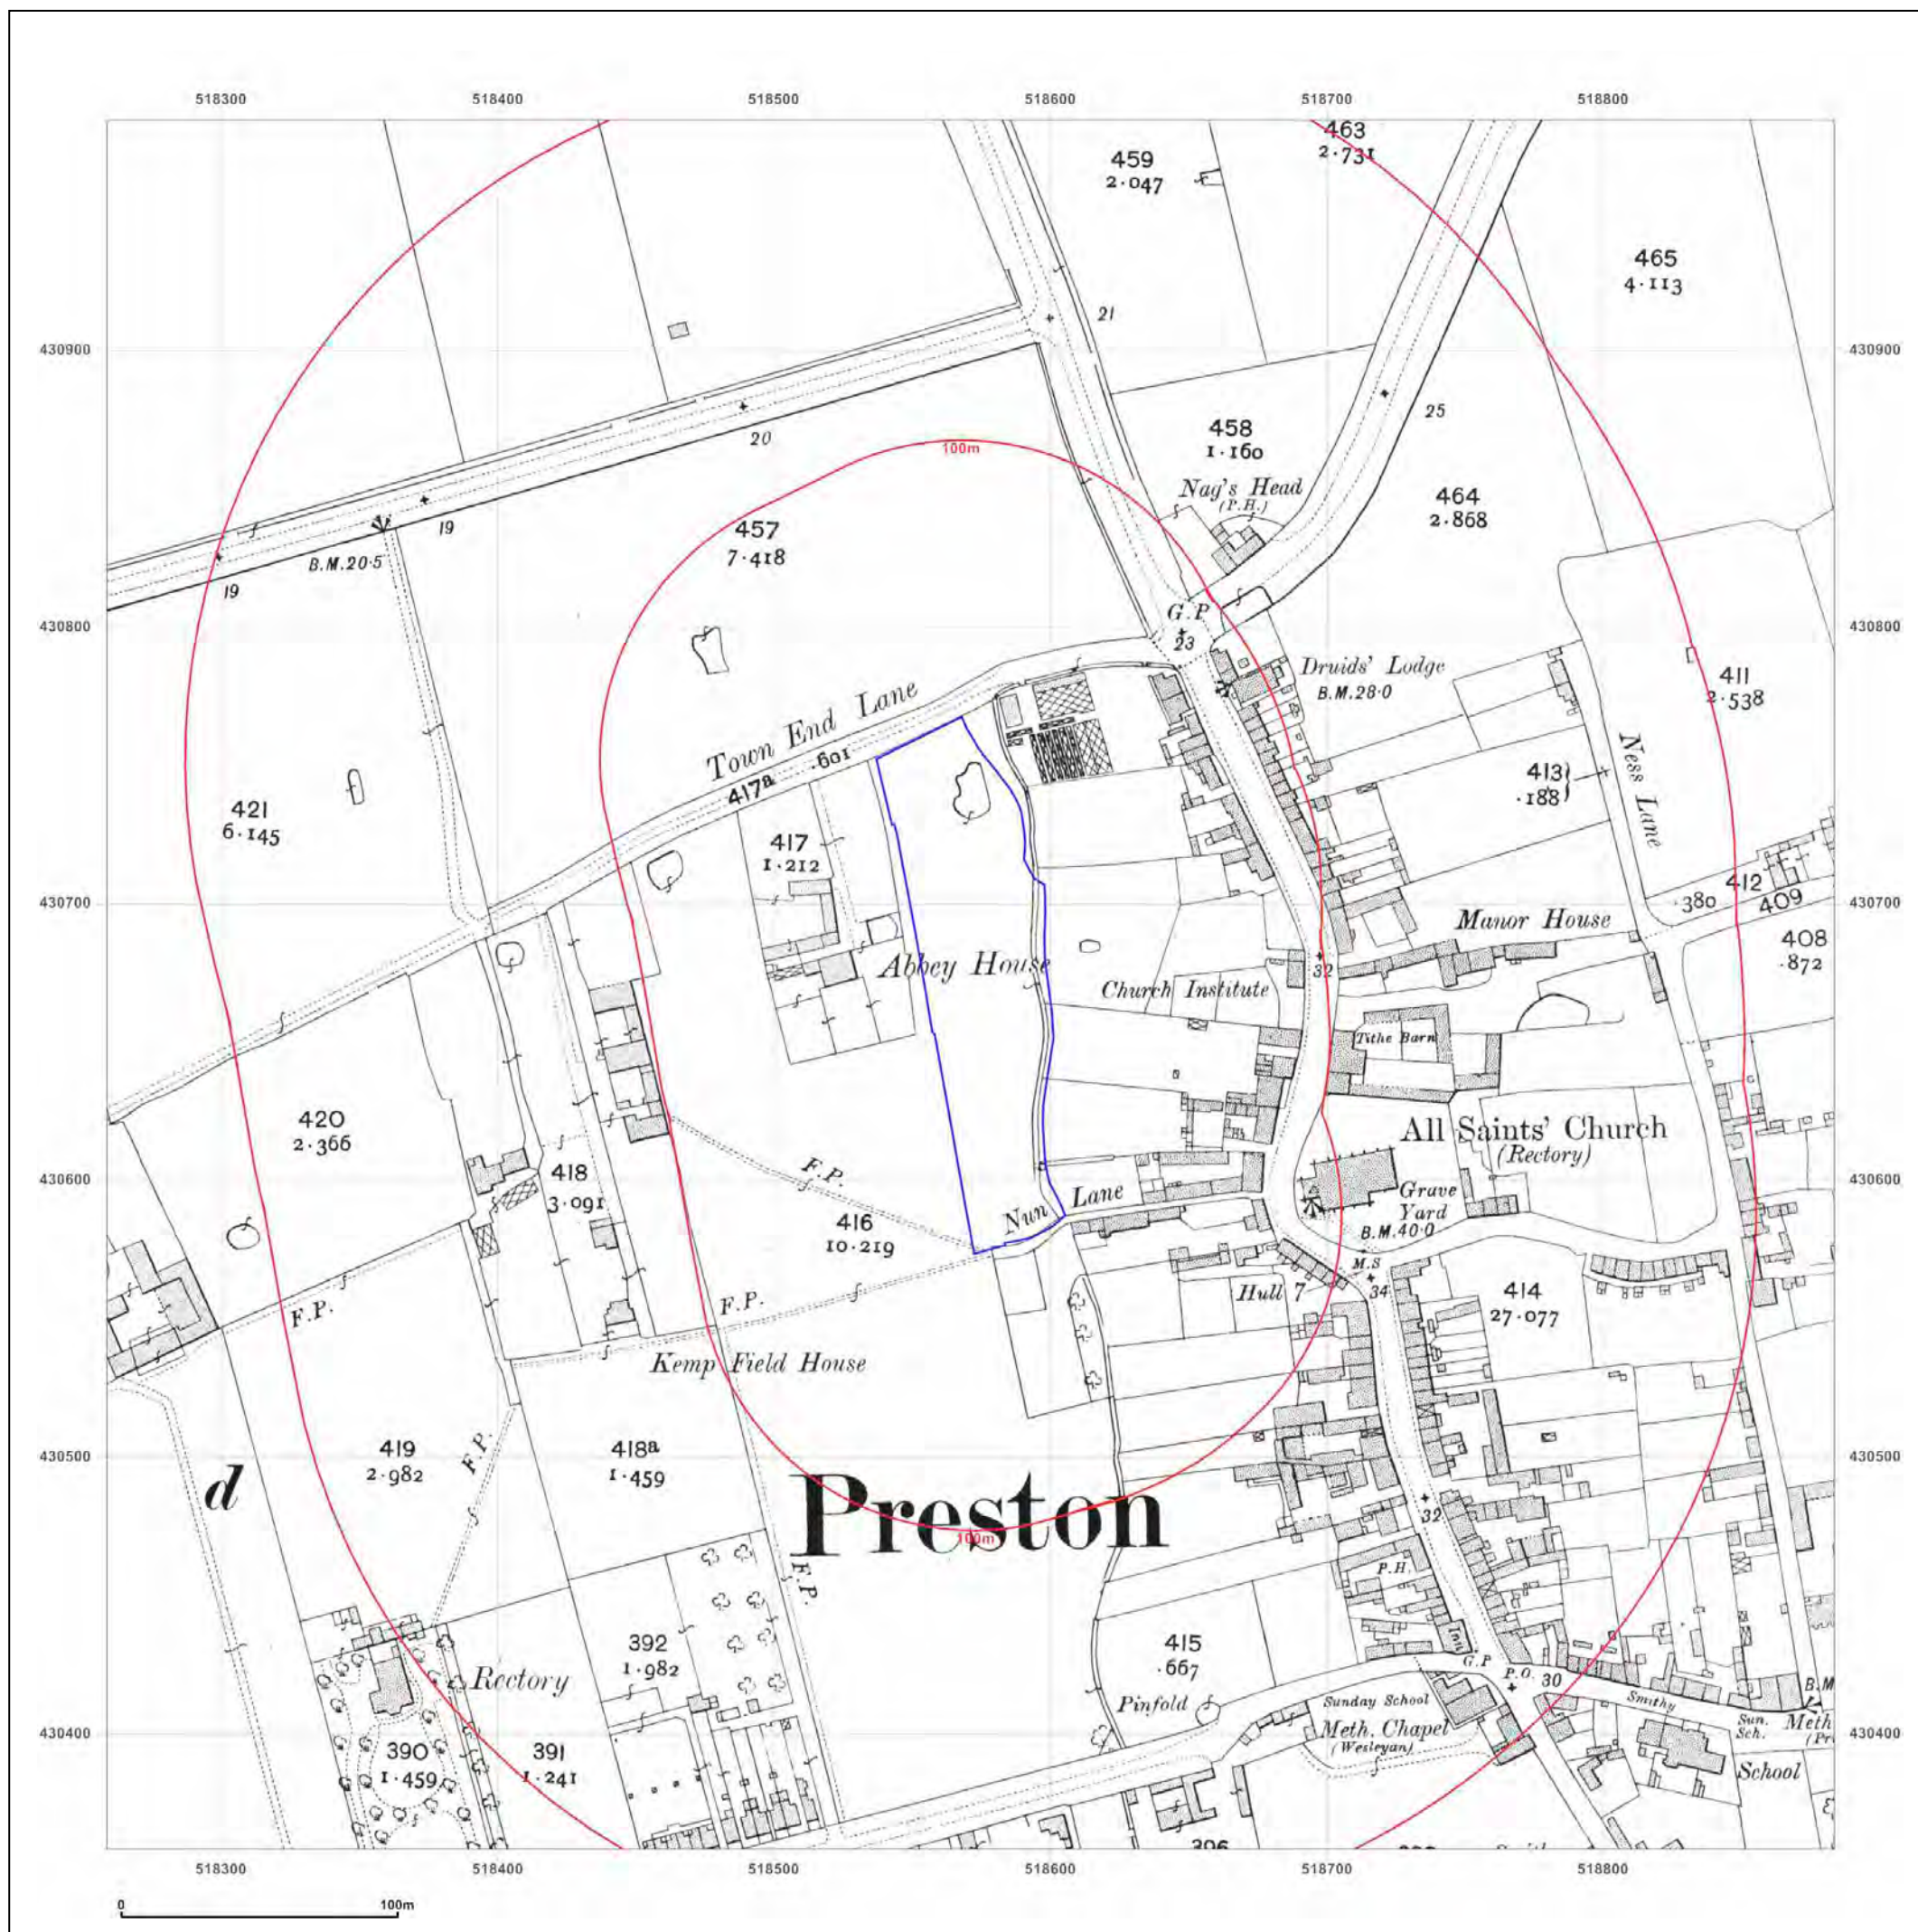 518300 518400 518500 518600 518700 518800
463
2.731
459
2.047
465
4.113
21
430900 430900
458
1.160
25
20
100m
Nag's Head
(P.H.)
464
2.868
457
7.418
19
B.M.20.5
19
G.P
23
430800 430800
Druids' Lodge
B.M.28.0
411
2.538
Town End Lane
417a .601
413
.188
Ness Lane
421
6.145
417
1.212
412
.380
409
430700 430700
Manor House
408
.872
Abbey House
32
Church Institute
Tithe Barn
420
2.366
All Saints' Church
(Rectory)
F.P.
418
3.091
430600 430600
Nun Lane
Grave
Yard
B.M.40.0
416
10.219
M.S
Hull 7
34
414
27.077
F.P.
F.P.
Kemp Field House
419
2.982
F.P.
418a
1.459
430500 430500
d
Preston
32
100m
F.P.
P.H.
392
1.982
415
.667
Inn
G.P
P.O. 30
Rectory
Pinfold
Sunday School
Smithy
B.M
Meth. Chapel
(Wesleyan)
Sun.
Sch.
Meth
(Pr
430400 430400
390
1.459
391
1.241
School
396
518300 518400 518500 518600 518700 518800
0 100m